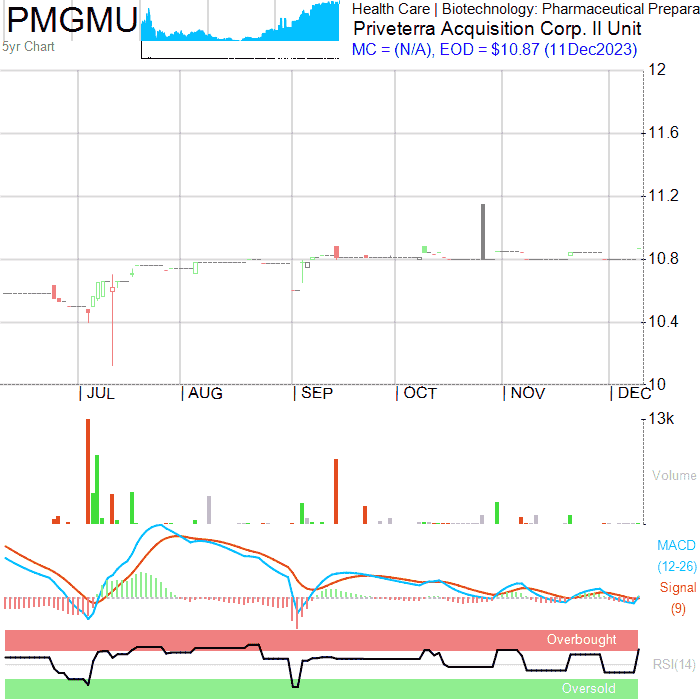 PMGMU
5yr Chart
Health Care | Biotechnology: Pharmaceutical Prepara
Priveterra Acquisition Corp. II Unit
MC = (N/A), EOD = $10.87 (11Dec2023)
12
11.6
11.2
10.8
10.4
10
| JUL | AUG | SEP | OCT | NOV | DEC
13k
Volume
MACD
(12-26)
Signal
(9)
Overbought
RSI(14)
Oversold